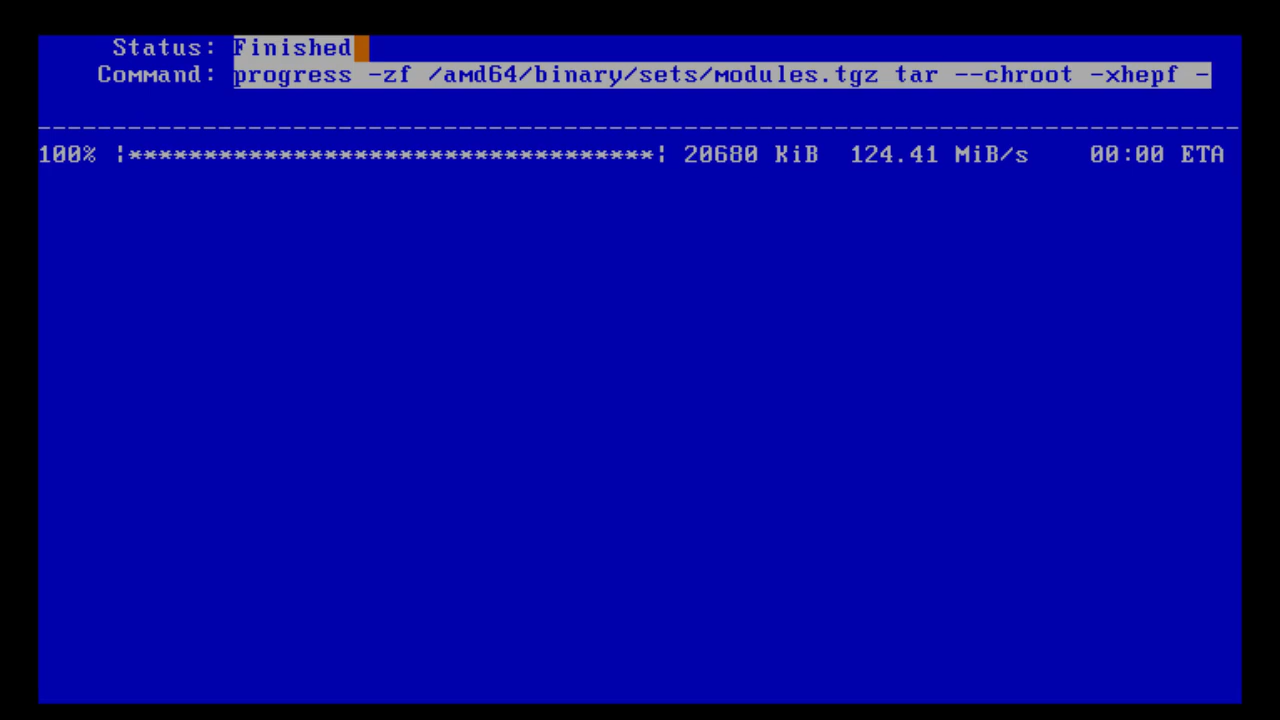 Status: Finished
Command: progress -zf /amd64/binary/sets/modules.tgz tar --chroot -xhepf -
--------------------------------------------------------------------------------
100% |***********************************| 20680 KiB 124.41 MiB/s 00:00 ETA